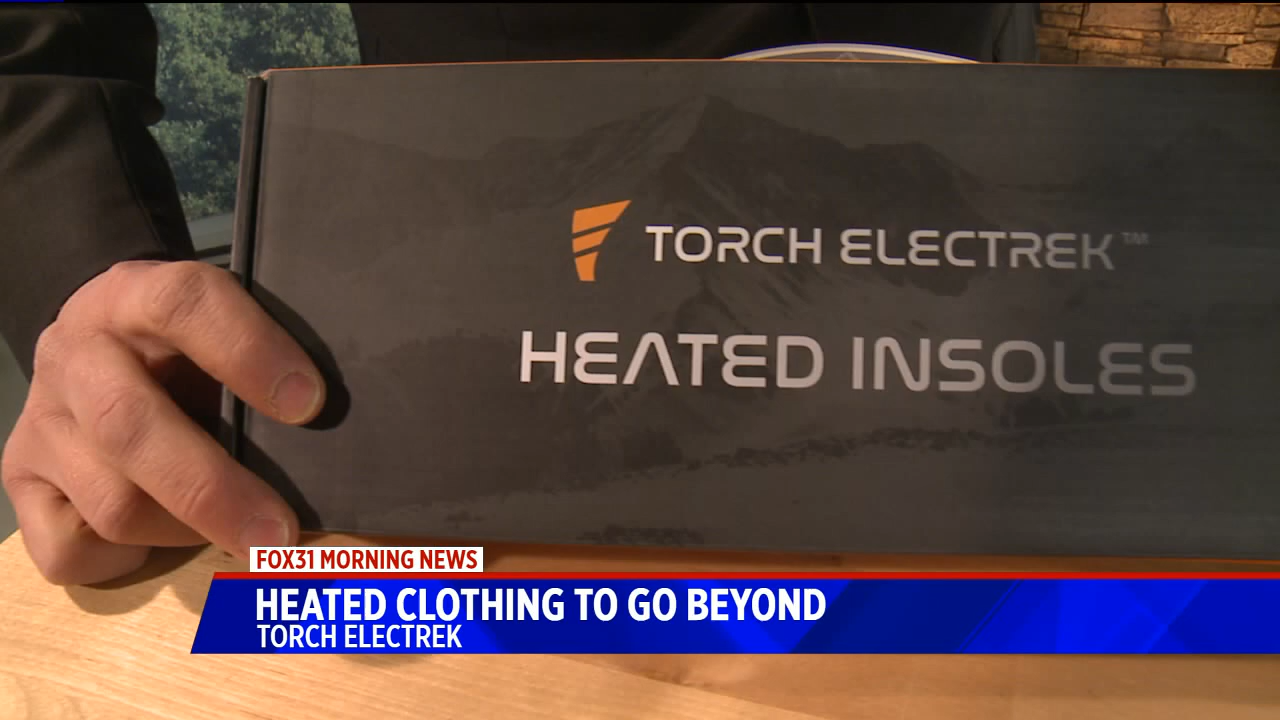 TORCH ELECTREK™
HEATED INSOLES
FOX31 MORNING NEWS
HEATED CLOTHING TO GO BEYOND
TORCH ELECTREK